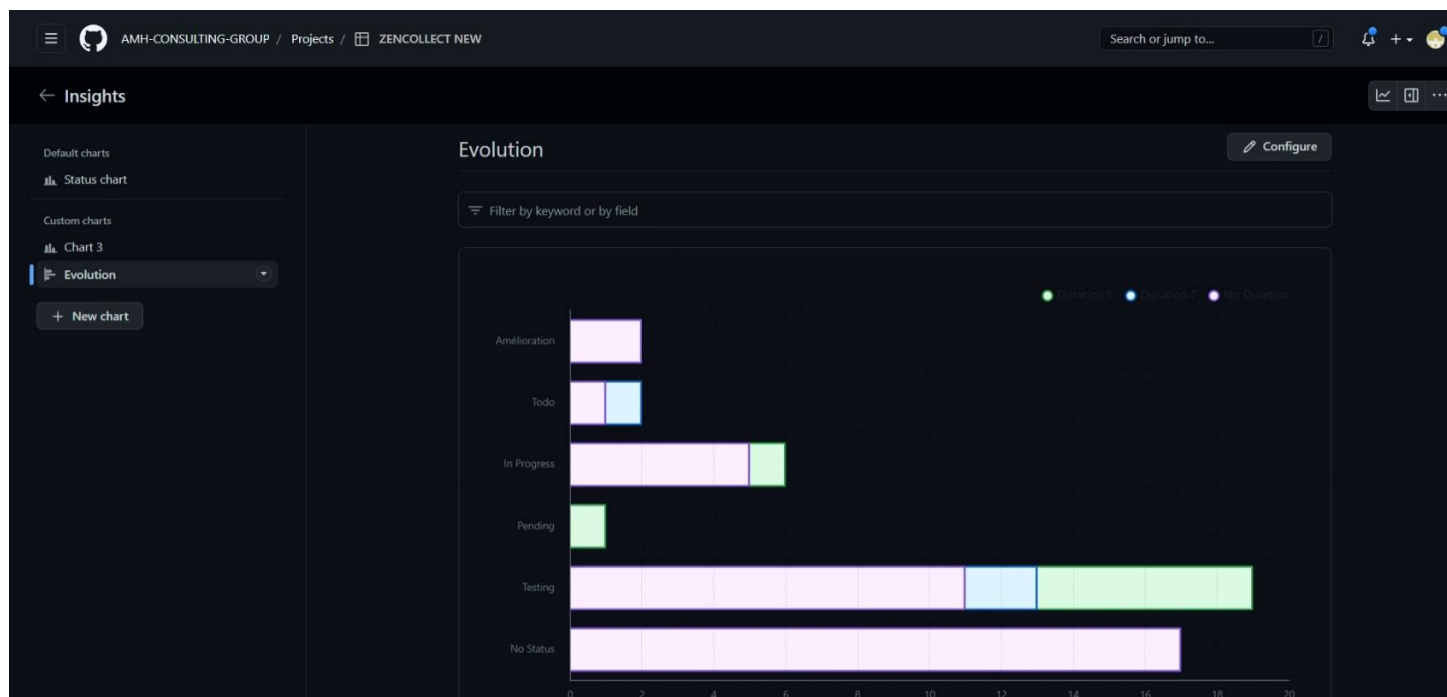 AMH-CONSULTING-GROUP / Projects / ZENCOLLECT NEW
Search or jump to... /
Insights
Default charts
Status chart
Custom charts
Chart 3
Evolution
+ New chart
Evolution
Configure
Filter by keyword or by field
Duration 5 Duration 7 No Duration
Amélioration
Todo
In Progress
Pending
Testing
No Status
0 2 4 6 8 10 12 14 16 18 20